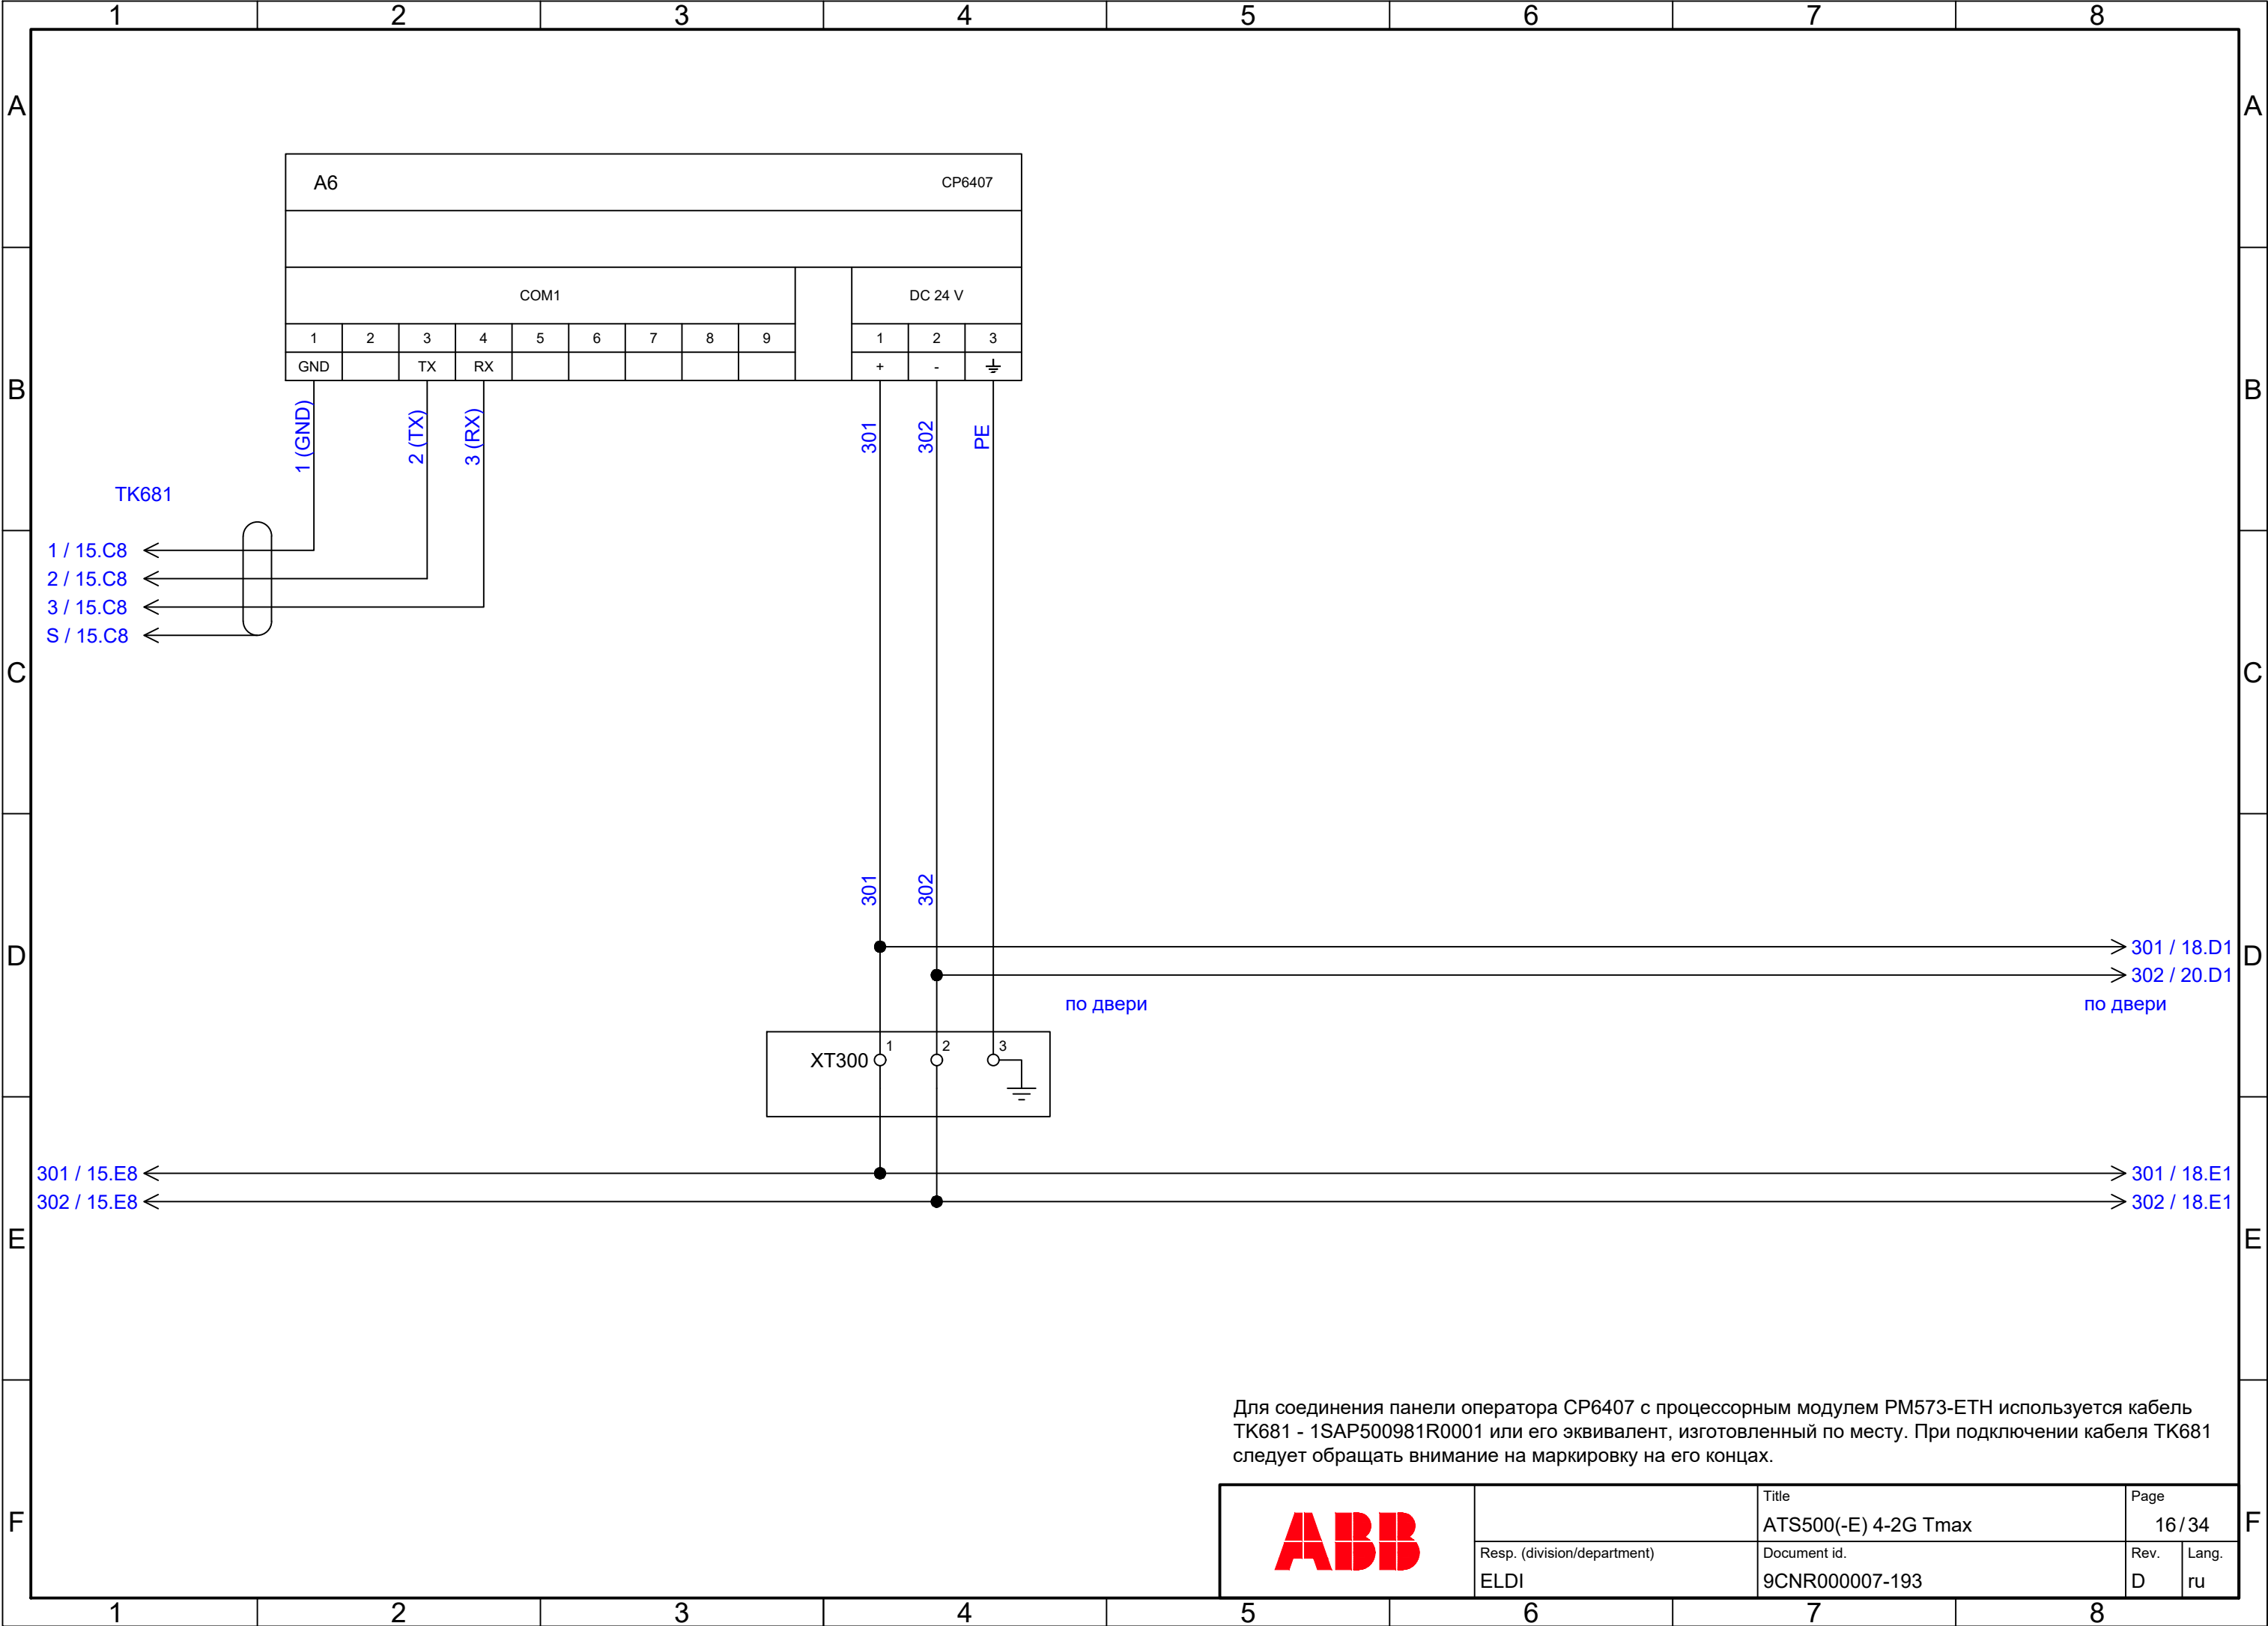 1 2 3 4 5 6 7 8
A A
A6 CP6407
COM1 DC 24 V
1 2 3 4 5 6 7 8 9 1 2 3
GND TX RX + -
B B
1 (GND) 2 (TX) 3 (RX) 301 302 PE
TK681
1 / 15.C8
2 / 15.C8
3 / 15.C8
S / 15.C8
C C
301 302
D D
301 / 18.D1
302 / 20.D1
по двери по двери
XT300 1 2 3
301 / 15.E8 301 / 18.E1
302 / 15.E8 302 / 18.E1
E E
Для соединения панели оператора CP6407 с процессорным модулем PM573-ETH используется кабель
TK681 - 1SAP500981R0001 или его эквивалент, изготовленный по месту. При подключении кабеля TK681
следует обращать внимание на маркировку на его концах.
F F
ABB
Title Page
ATS500(-E) 4-2G Tmax 16/34
Resp. (division/department) Document id. Rev. Lang.
ELDI 9CNR000007-193 D ru
1 2 3 4 5 6 7 8